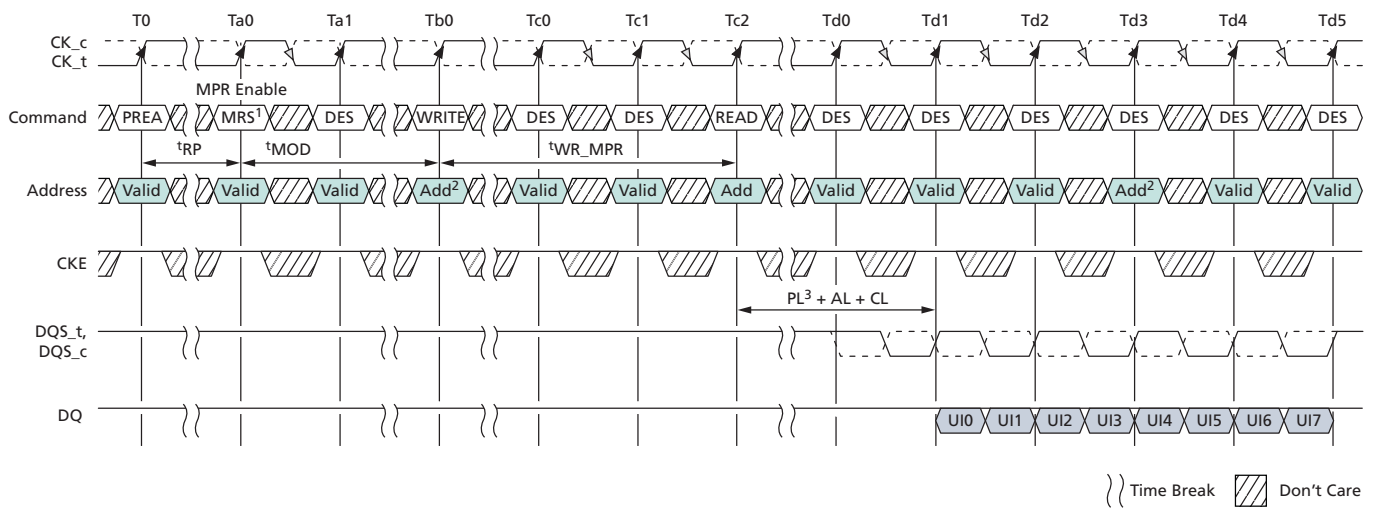 T0 Ta0 Ta1 Tb0 Tc0 Tc1 Tc2 Td0 Td1 Td2 Td3 Td4 Td5
CK_c
CK_t
MPR Enable
Command PREA MRS¹ DES WRITE DES DES READ DES DES DES DES DES DES
tRP tMOD tWR_MPR
Address Valid Valid Valid Add² Valid Valid Add Valid Valid Valid Add² Valid Valid
CKE
PL³ + AL + CL
DQS_t,
DQS_c
DQ UI0 UI1 UI2 UI3 UI4 UI5 UI6 UI7
Time Break Don't Care